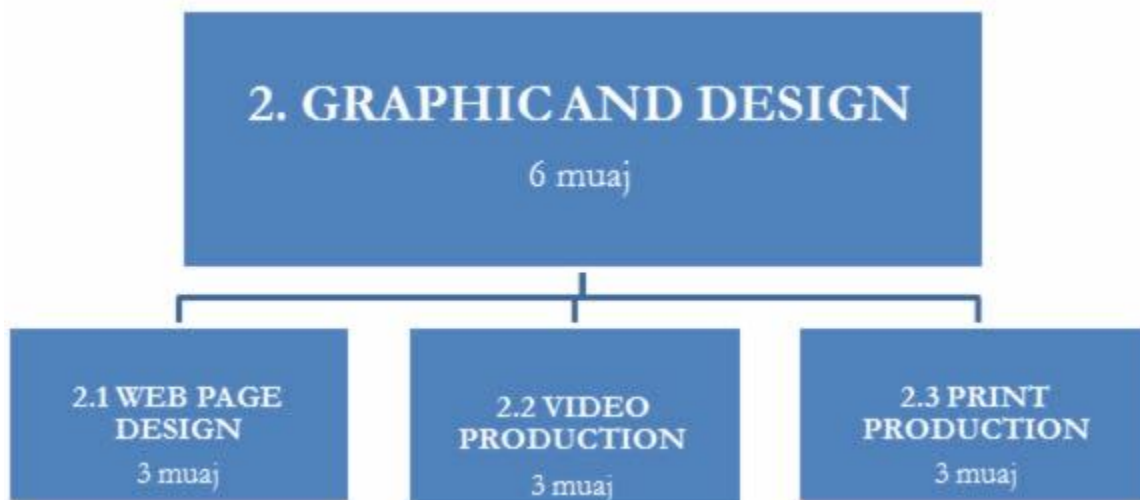 2. GRAPHIC AND DESIGN
6 muaj
2.1 WEB PAGE
DESIGN
3 muaj
2.2 VIDEO
PRODUCTION
3 muaj
2.3 PRINT
PRODUCTION
3 muaj